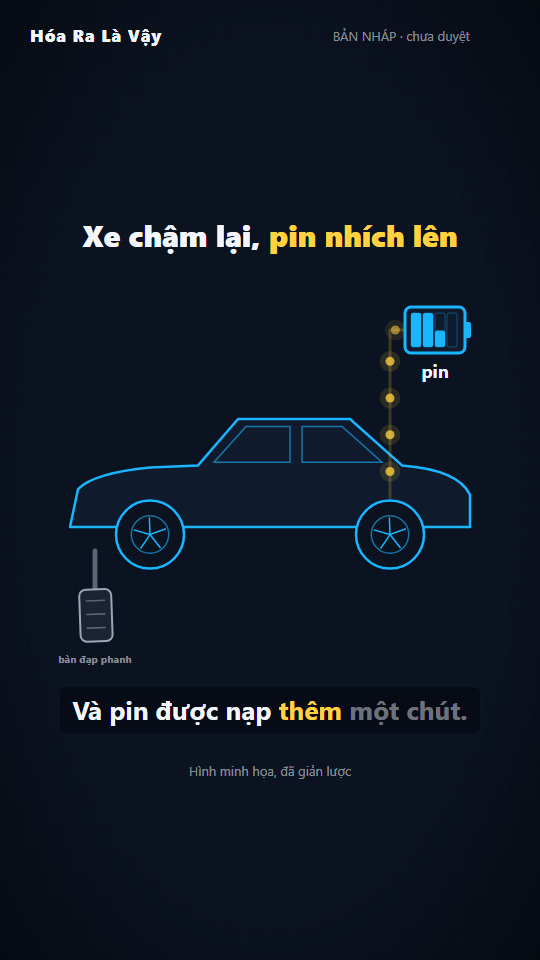 Hóa Ra Là Vậy
BẢN NHÁP · chưa duyệt
Xe chậm lại, pin nhích lên
pin
bàn đạp phanh
Và pin được nạp thêm một chút.
Hình minh họa, đã giản lược